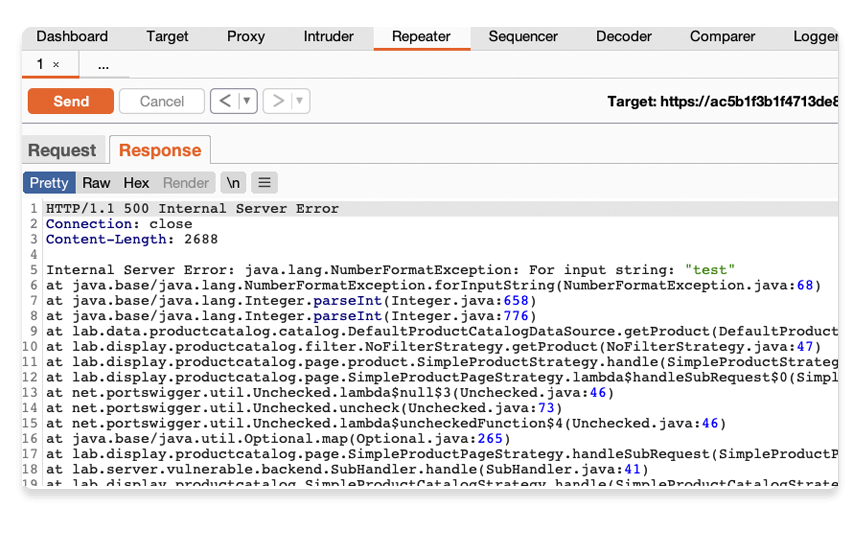 Dashboard Target Proxy Intruder Repeater Sequencer Decoder Comparer Logger
1 × ...
Send Cancel < > Target: https://ac5b1f3b1f4713de8
Request Response
Pretty Raw Hex Render \n
1 HTTP/1.1 500 Internal Server Error
2 Connection: close
3 Content-Length: 2688
4
5 Internal Server Error: java.lang.NumberFormatException: For input string: "test"
6 at java.base/java.lang.NumberFormatException.forInputString(NumberFormatException.java:68)
7 at java.base/java.lang.Integer.parseInt(Integer.java:658)
8 at java.base/java.lang.Integer.parseInt(Integer.java:776)
9 at lab.data.productcatalog.catalog.DefaultProductCatalogDataSource.getProduct(DefaultProduct
10 at lab.display.productcatalog.filter.NoFilterStrategy.getProduct(NoFilterStrategy.java:47)
11 at lab.display.productcatalog.page.product.SimpleProductStrategy.handle(SimpleProductStrateg
12 at lab.display.productcatalog.page.SimpleProductPageStrategy.lambda$handleSubRequest$0(Simpl
13 at net.portswigger.util.Unchecked.lambda$null$3(Unchecked.java:46)
14 at net.portswigger.util.Unchecked.uncheck(Unchecked.java:73)
15 at net.portswigger.util.Unchecked.lambda$uncheckedFunction$4(Unchecked.java:46)
16 at java.base/java.util.Optional.map(Optional.java:265)
17 at lab.display.productcatalog.page.SimpleProductPageStrategy.handleSubRequest(SimpleProductP
18 at lab.server.vulnerable.backend.SubHandler.handle(SubHandler.java:41)
19 at lab.display.productcatalog.SimpleProductCatalogStrategy.handle(SimpleProductCatalogStrate